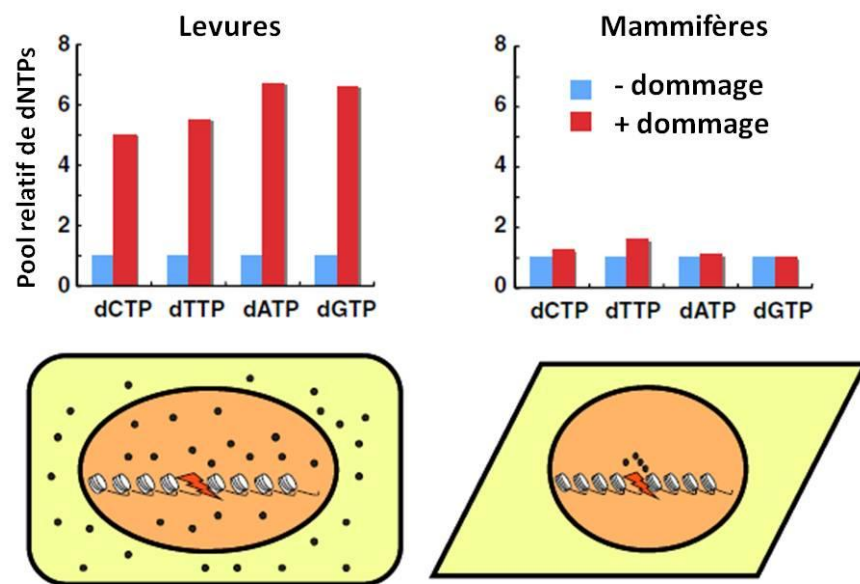 Levures
Pool relatif de dNTPs
8
6
4
2
0
dCTP dTTP dATP dGTP
Mammifères
8
6
4
2
0
- dommage
+ dommage
dCTP dTTP dATP dGTP